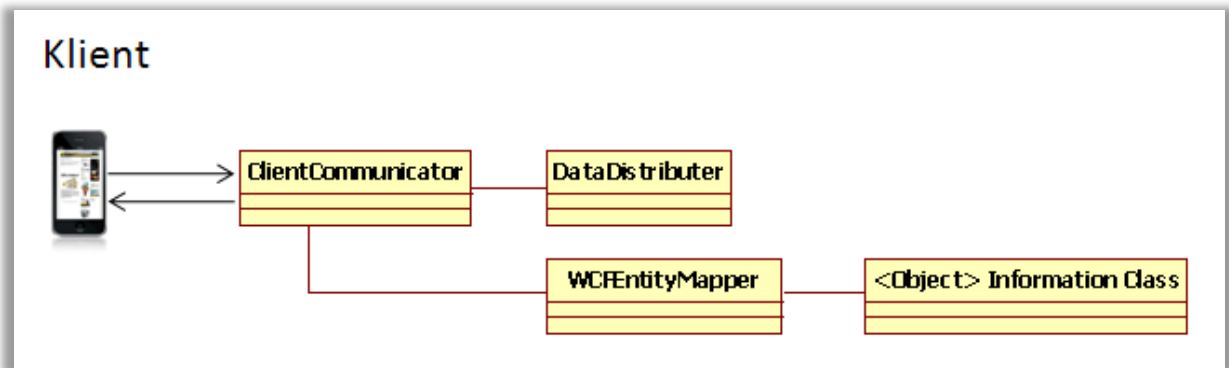 Klient
ClientCommunicator
DataDistributer
WCFEntityMapper
<Object> Information Class